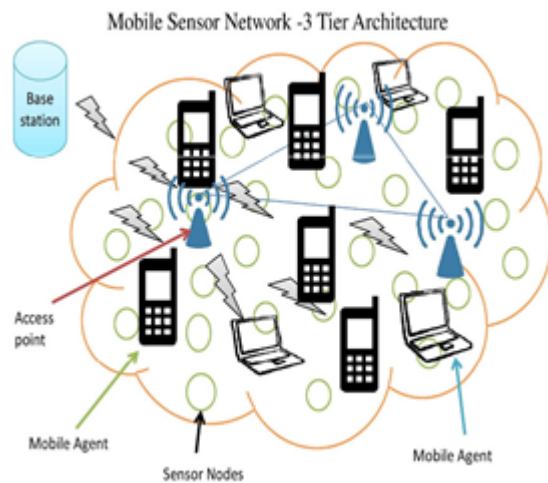 Mobile Sensor Network -3 Tier Architecture
Base
station
Access
point
Mobile Agent
Sensor Nodes
Mobile Agent